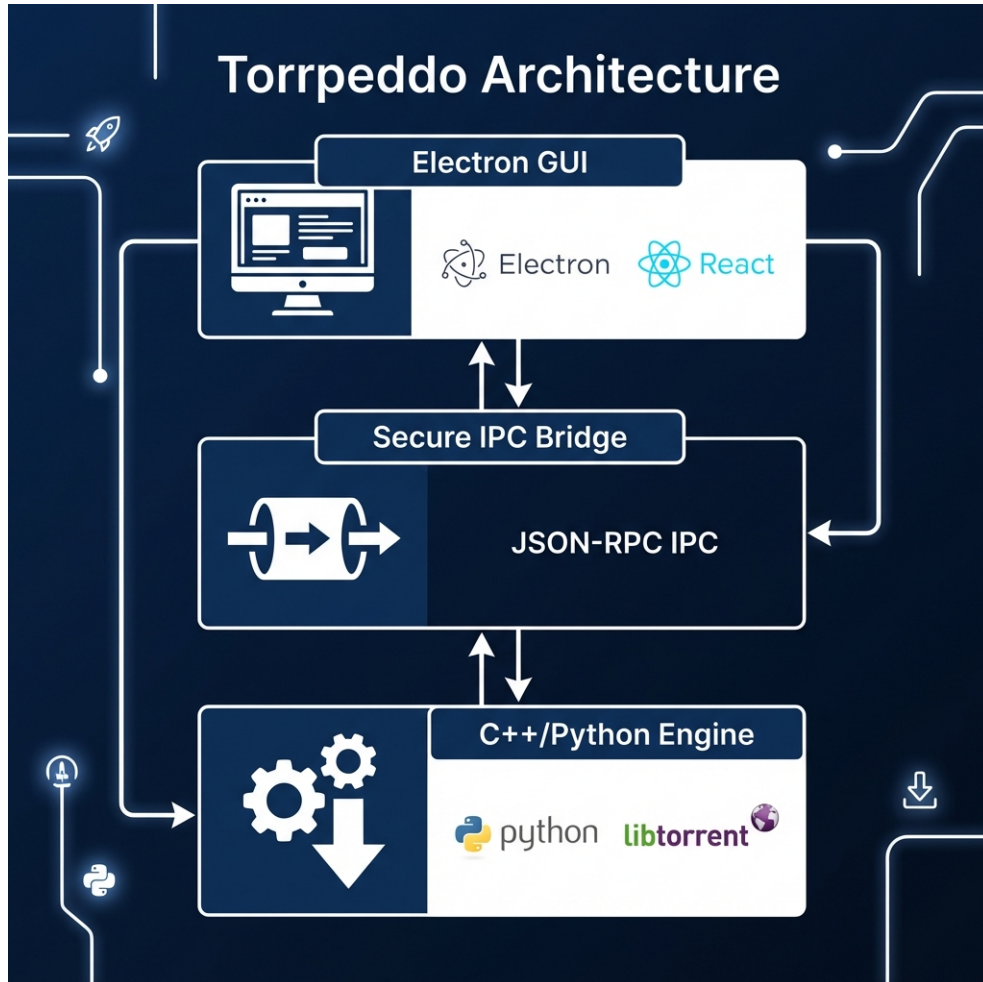 Torrpeddo Architecture
Electron GUI
Electron React
Secure IPC Bridge
JSON-RPC IPC
C++/Python Engine
python libtorrent